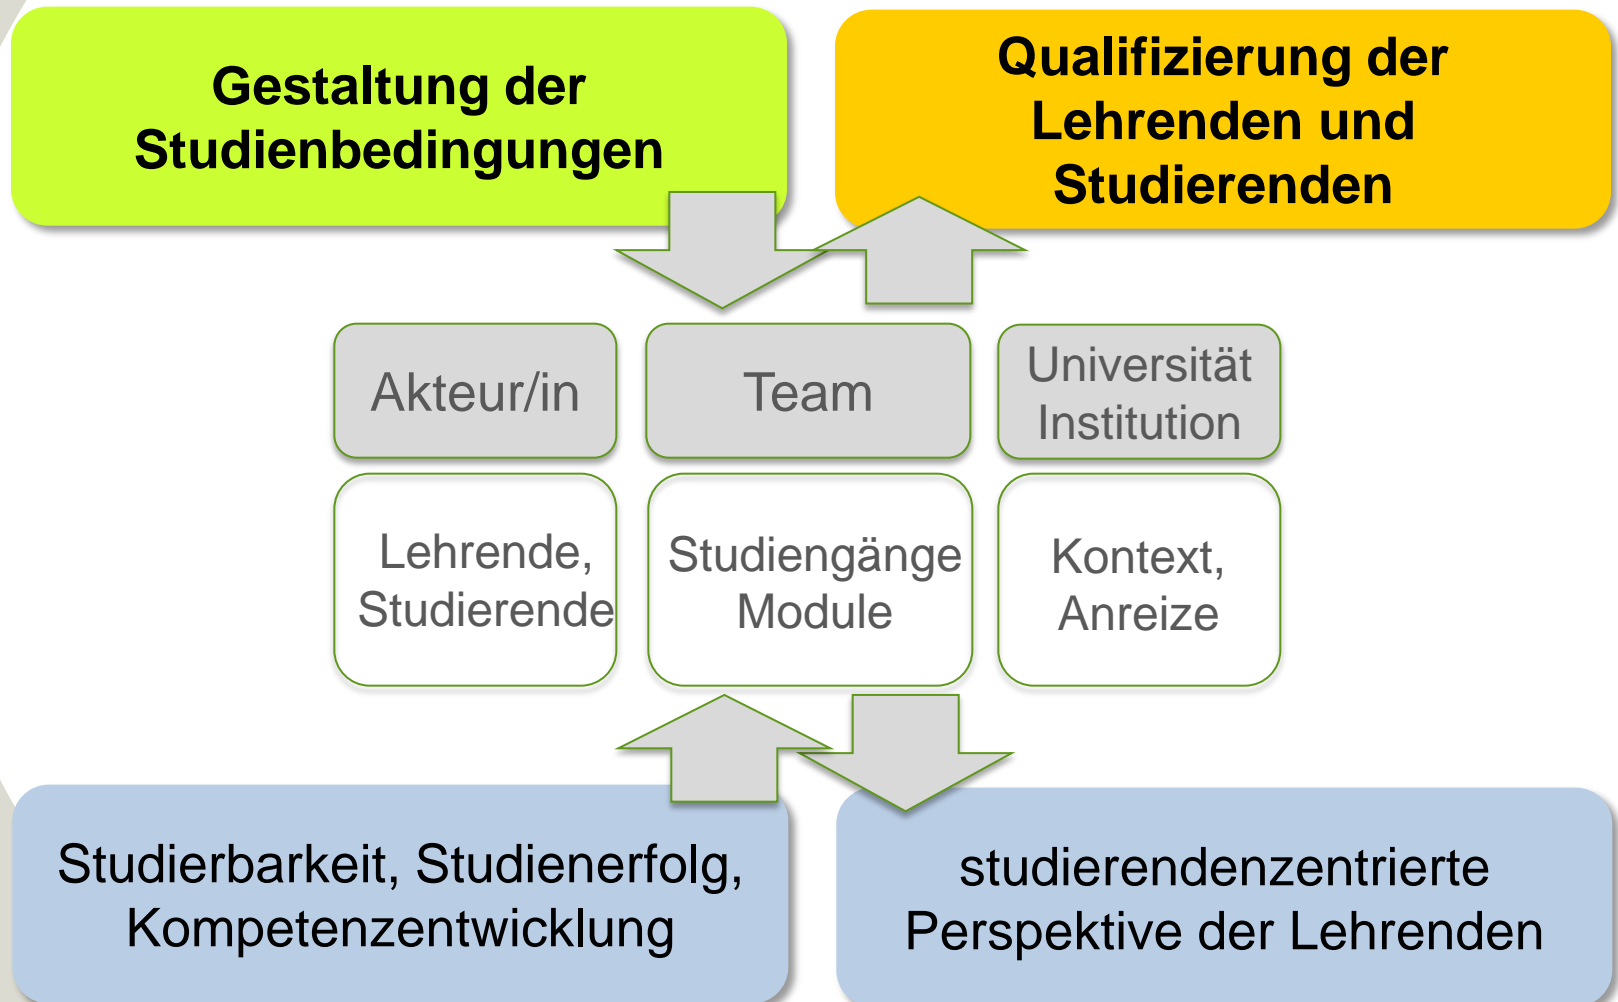 Gestaltung der
Studienbedingungen
Qualifizierung der
Lehrenden und
Studierenden
Akteur/in
Team
Universität
Institution
Lehrende,
Studierende
Studiengänge
Module
Kontext,
Anreize
Studierbarkeit, Studienerfolg,
Kompetenzentwicklung
studierendenzentrierte
Perspektive der Lehrenden